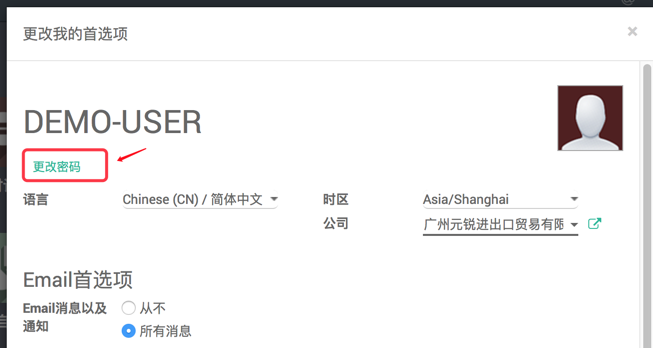 更改我的首选项
×
DEMO-USER
更改密码
语言 Chinese (CN) / 简体中文 时区 Asia/Shanghai
公司 广州元锐进出口贸易有限
Email首选项
Email消息以及 从不
通知 所有消息